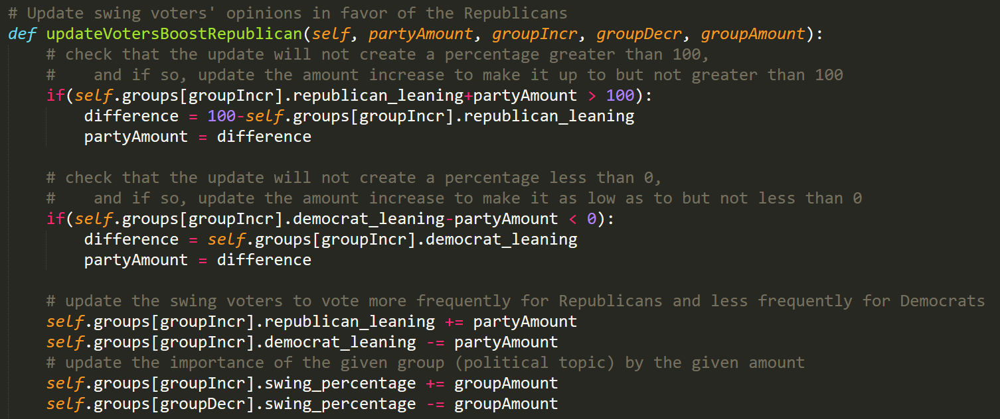 # Update swing voters' opinions in favor of the Republicans
def updateVotersBoostRepublican(self, partyAmount, groupIncr, groupDecr, groupAmount):
    # check that the update will not create a percentage greater than 100,
    #    and if so, update the amount increase to make it up to but not greater than 100
    if(self.groups[groupIncr].republican_leaning+partyAmount > 100):
        difference = 100-self.groups[groupIncr].republican_leaning
        partyAmount = difference

    # check that the update will not create a percentage less than 0,
    #    and if so, update the amount increase to make it as low as to but not less than 0
    if(self.groups[groupIncr].democrat_leaning-partyAmount < 0):
        difference = self.groups[groupIncr].democrat_leaning
        partyAmount = difference

    # update the swing voters to vote more frequently for Republicans and less frequently for Democrats
    self.groups[groupIncr].republican_leaning += partyAmount
    self.groups[groupIncr].democrat_leaning -= partyAmount
    # update the importance of the given group (political topic) by the given amount
    self.groups[groupIncr].swing_percentage += groupAmount
    self.groups[groupDecr].swing_percentage -= groupAmount